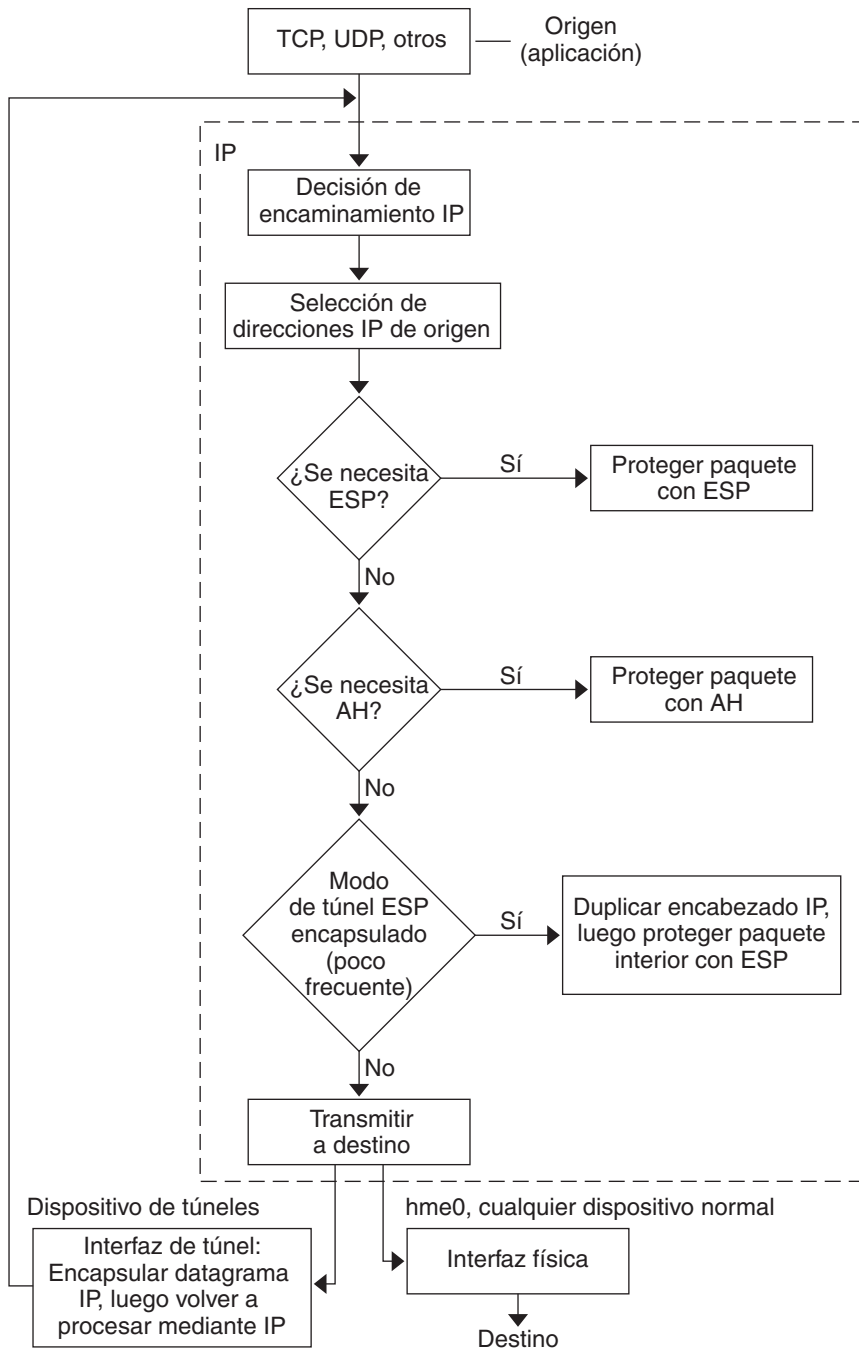 TCP, UDP, otros
Origen
(aplicación)
IP
Decisión de
encaminamiento IP
Selección de
direcciones IP de origen
¿Se necesita
ESP?
Sí
Proteger paquete
con ESP
No
¿Se necesita
AH?
Sí
Proteger paquete
con AH
No
Modo
de túnel ESP
encapsulado
(poco
frecuente)
Sí
Duplicar encabezado IP,
luego proteger paquete
interior con ESP
No
Transmitir
a destino
Dispositivo de túneles
hme0, cualquier dispositivo normal
Interfaz de túnel:
Encapsular datagrama
IP, luego volver a
procesar mediante IP
Interfaz física
Destino